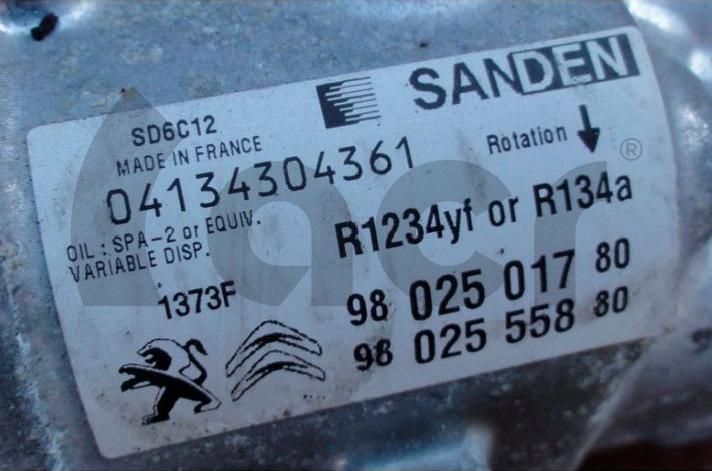 SANDEN
SD6C12
MADE IN FRANCE
Rotation
04134304361
OIL : SPA-2 or EQUIV.
VARIABLE DISP.
R1234yf or R134a
1373F
98 025 017 80
98 025 558 80
acr®